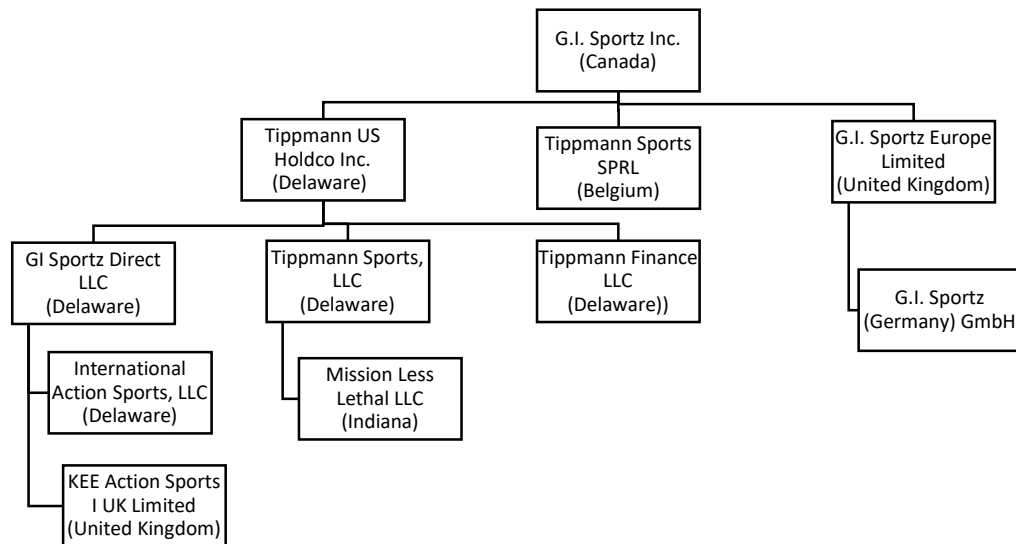 G.I. Sportz Inc.
(Canada)
Tippmann US
Holdco Inc.
(Delaware)
Tippmann Sports
SPRL
(Belgium)
G.I. Sportz Europe
Limited
(United Kingdom)
GI Sportz Direct
LLC
(Delaware)
Tippmann Sports,
LLC
(Delaware)
Tippmann Finance
LLC
(Delaware))
G.I. Sportz
(Germany) GmbH
International
Action Sports, LLC
(Delaware)
Mission Less
Lethal LLC
(Indiana)
KEE Action Sports
I UK Limited
(United Kingdom)